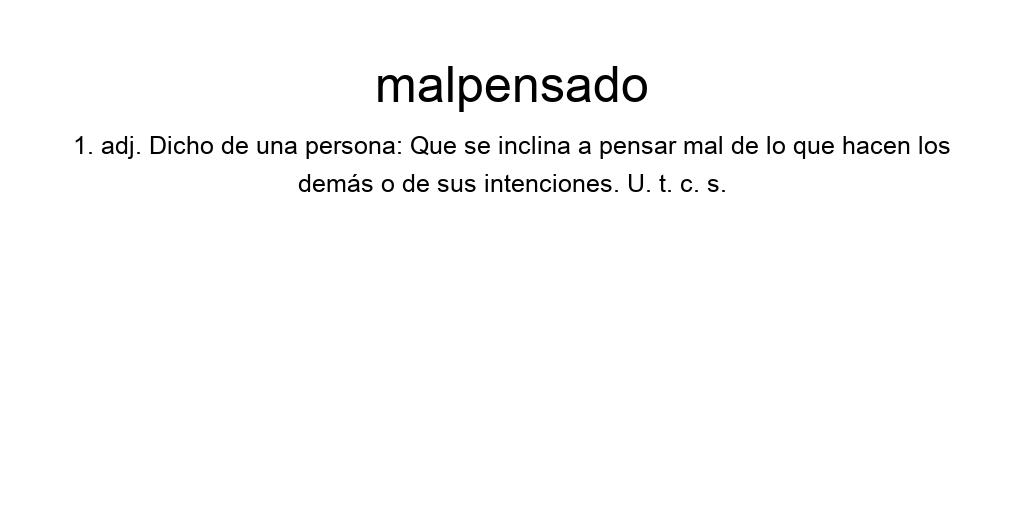 malpensado
1. adj. Dicho de una persona: Que se inclina a pensar mal de lo que hacen los
demás o de sus intenciones. U. t. c. s.